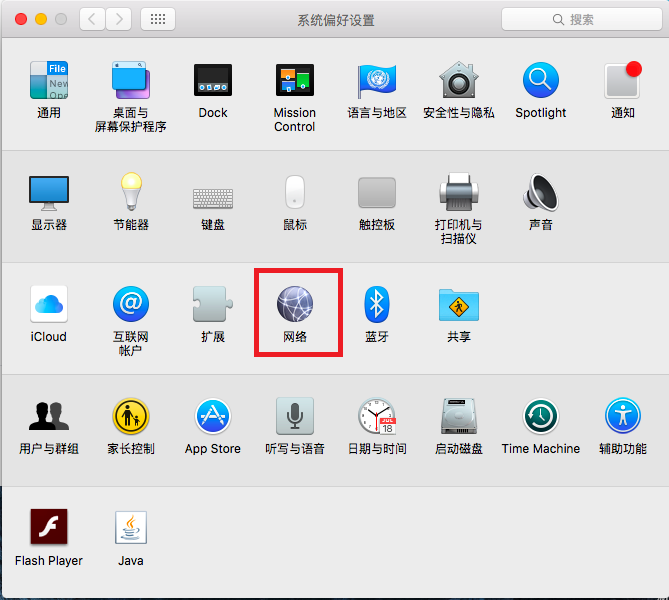 系统偏好设置
搜索
File
New
Ope
通用
桌面与
屏幕保护程序
Dock
Mission
Control
语言与地区
安全性与隐私
Spotlight
通知
显示器
节能器
键盘
鼠标
触控板
打印机与
扫描仪
声音
iCloud
@
互联网
帐户
扩展
网络
蓝牙
共享
JUL
18
用户与群组
家长控制
App Store
听写与语音
日期与时间
启动磁盘
Time Machine
辅助功能
Flash Player
Java